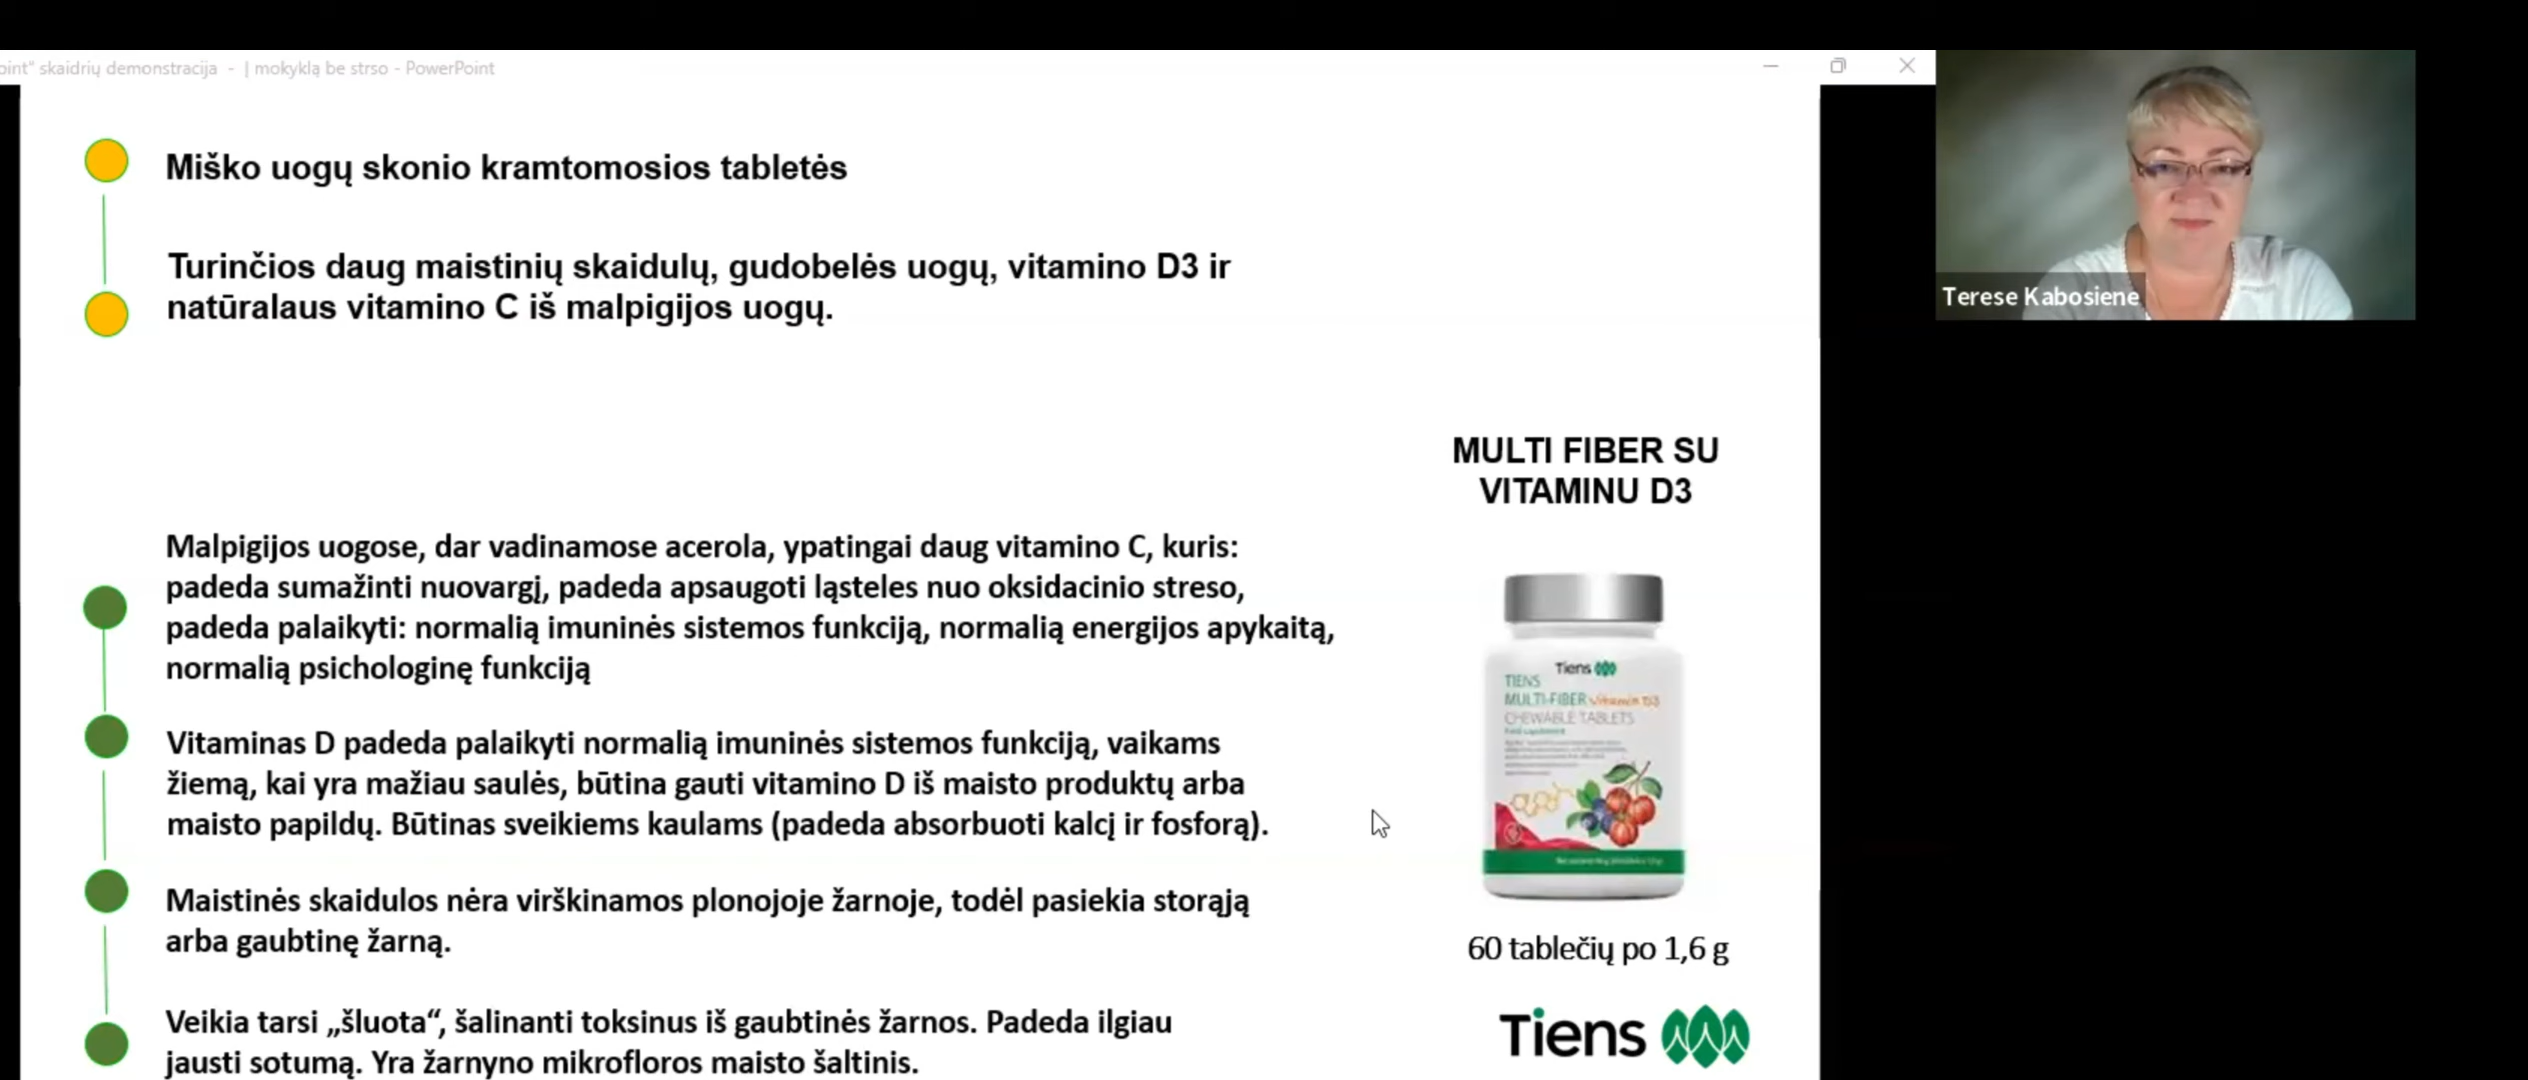 oint“ skaidrių demonstracija - | mokyklą be strso - PowerPoint
Miško uogų skonio kramtomosios tabletės
Turinčios daug maistinių skaidulų, gudobelės uogų, vitamino D3 ir
natūralaus vitamino C iš malpigijos uogų.
Malpigijos uogose, dar vadinamose acerola, ypatingai daug vitamino C, kuris:
padeda sumažinti nuovargį, padeda apsaugoti ląsteles nuo oksidacinio streso,
padeda palaikyti: normalią imuninės sistemos funkciją, normalią energijos apykaitą,
normalią psichologinę funkciją
Vitaminas D padeda palaikyti normalią imuninės sistemos funkciją, vaikams
žiemą, kai yra mažiau saulės, būtina gauti vitamino D iš maisto produktų arba
maisto papildų. Būtinas sveikiems kaulams (padeda absorbuoti kalcį ir fosforą).
Maistinės skaidulos nėra virškinamos plonojoje žarnoje, todėl pasiekia storąją
arba gaubtinę žarną.
Veikia tarsi „šluota“, šalinanti toksinus iš gaubtinės žarnos. Padeda ilgiau
jausti sotumą. Yra žarnyno mikrofloros maisto šaltinis.
MULTI FIBER SU
VITAMINU D3
Tiens
TIENS
MULTI-FIBER Vitamin D3
CHEWABLE TABLETS
Food supplement
60 tablečių po 1,6 g
Tiens
Terese Kabosiene